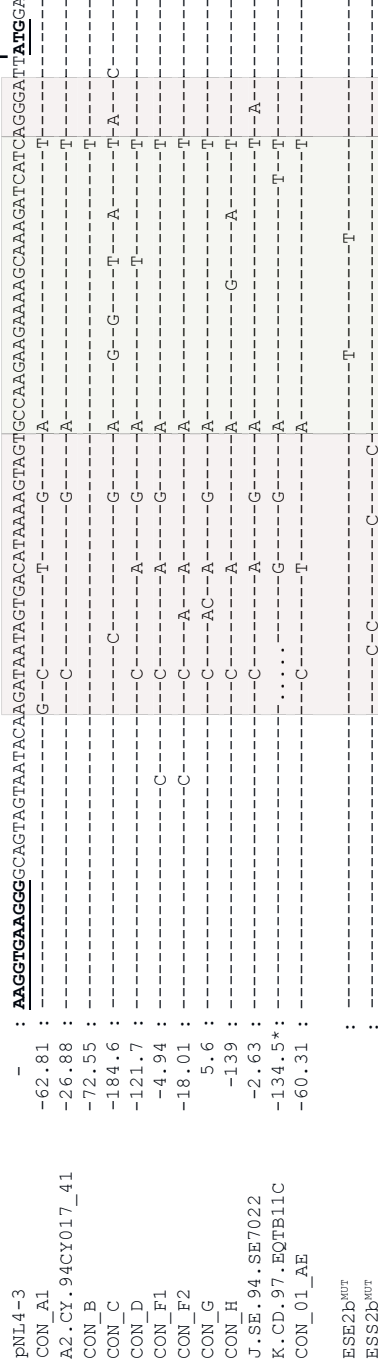 pNL4-3 - : AAGGTGAAGGGGCAGTAGTAATACAAGATAATAGTGACATAAAAGTAGTGCCAAGAAGAAAAGCAAAGATCATCAGGGATTATGGA
CON_A1 -62.81 : -------------------------G--C--------T-----G-----A-----------------------T------------
A2.CY.94CY017_41 -26.88 : ----------------------------C--------------G-----A-----------------------T------------
CON_B -72.55 : -------------------------------------------------------------------------T------------
CON_C -184.6 : -------------------------------C-----------G-----A-----G--G----T---A-----T-A---C------
CON_D -121.7 : ----------------------------C--------A-----G-----A-------------T---------T------------
CON_F1 -4.94 : -------------------C--------C--------A-----G-----A-----------------------T------------
CON_F2 -18.01 : -------------------C--------C----A---A-----------A-----------------------T------------
CON_G 5.6 : ----------------------------C----AC--A-----G-----A-----------------------T------------
CON_H -139 : ----------------------------C--------A-----------A-----------G-----A-----T------------
J.SE.94.SE7022 -2.63 : ----------------------------C--------A-----G-----A-----------------------T--A---------
K.CD.97.EQTB11C -134.5*: --------------------------.....------G-----G-----A--------------------T--T------------
CON_01_AE -60.31 : ----------------------------C--------T-----------A-----------------------T------------
ESE2bMUT : -------------------------------------------------------T---------T--------------------
ESS2bMUT : ------------------------------C-C--------C-----C--------------------------------------